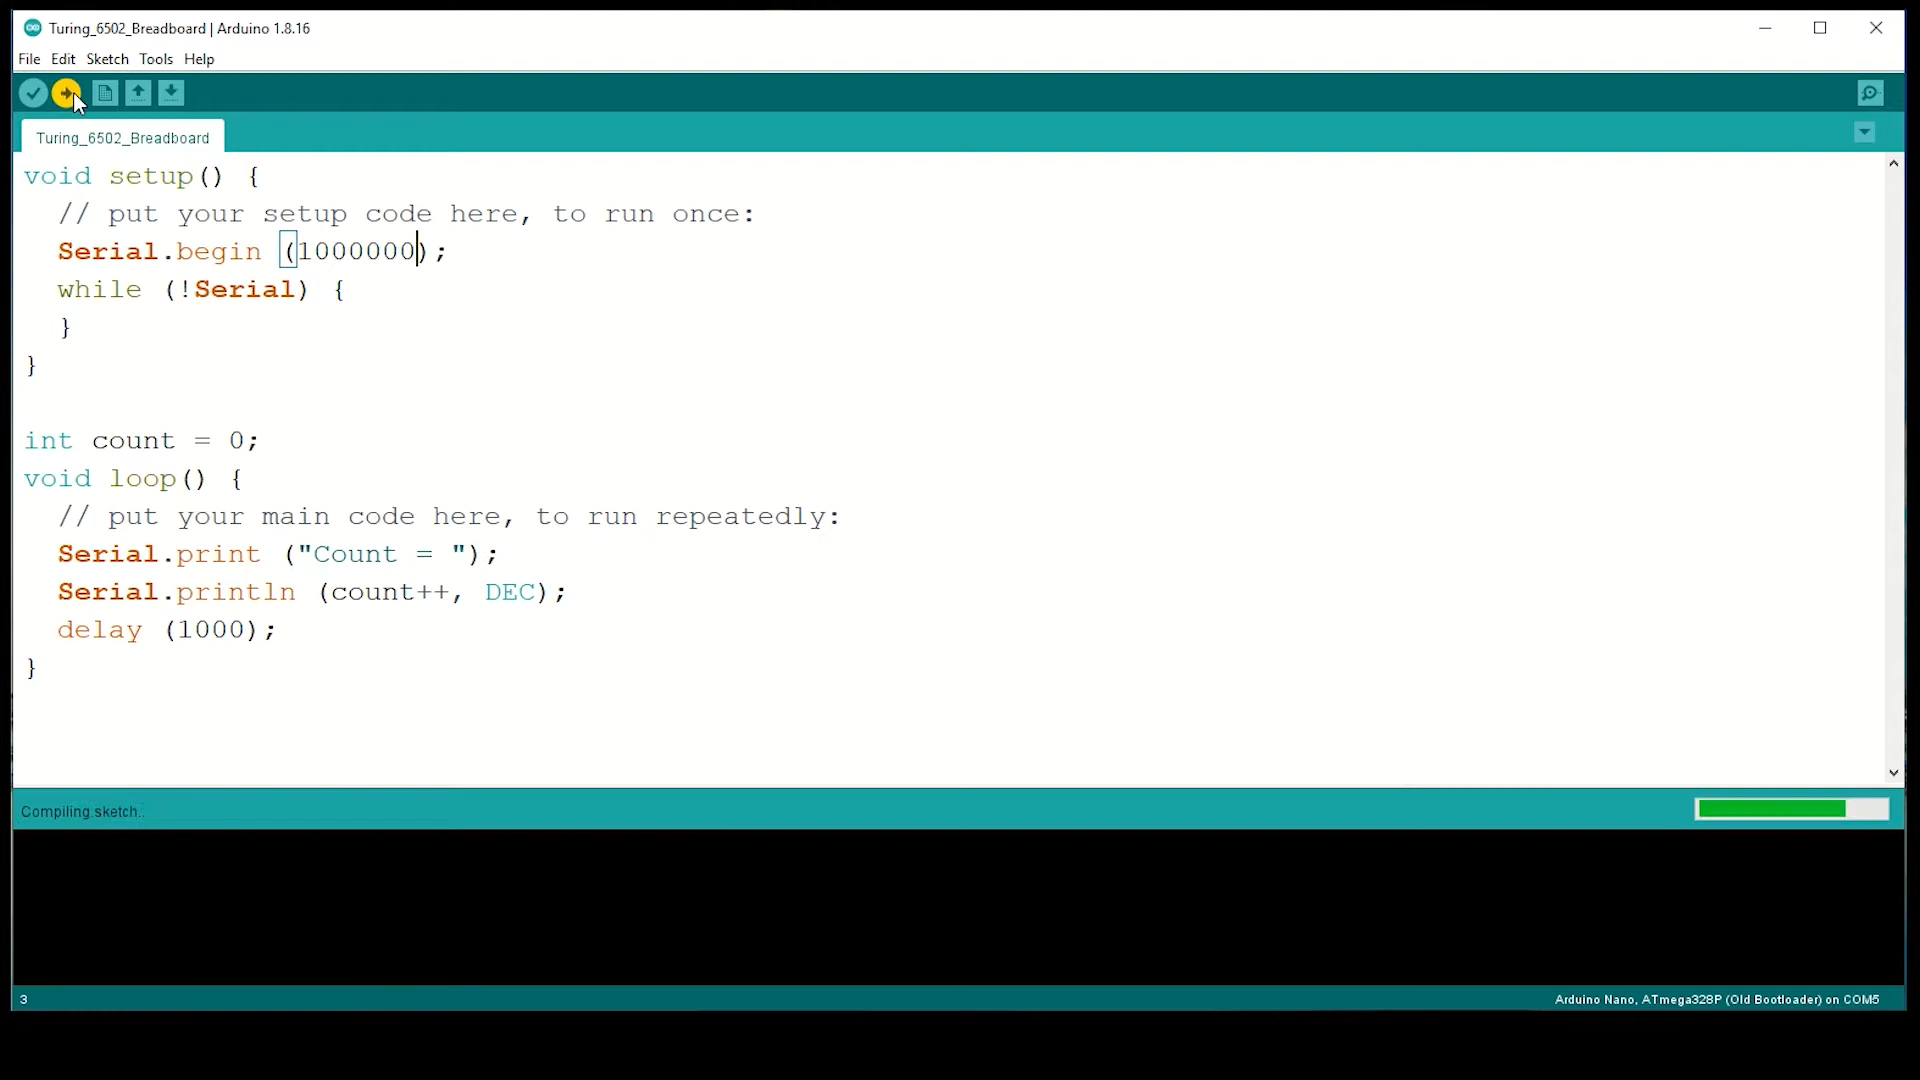 Turing_6502_Breadboard | Arduino 1.8.16
File Edit Sketch Tools Help
Turing_6502_Breadboard
void setup() {
  // put your setup code here, to run once:
  Serial.begin (1000000);
  while (!Serial) {
  }
}

int count = 0;
void loop() {
  // put your main code here, to run repeatedly:
  Serial.print ("Count = ");
  Serial.println (count++, DEC);
  delay (1000);
}
Compiling sketch...
3
Arduino Nano, ATmega328P (Old Bootloader) on COM5